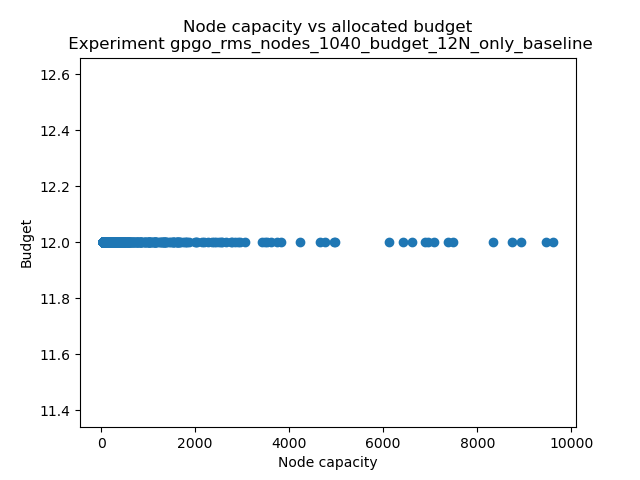 Node capacity vs allocated budget
Experiment gpgo_rms_nodes_1040_budget_12N_only_baseline
12.6
12.4
12.2
12.0
11.8
11.6
11.4
Budget
0 2000 4000 6000 8000 10000
Node capacity